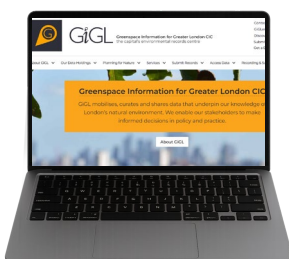 GiGL
Greenspace Information for Greater London CIC
the capital's environmental records centre
About GiGL
Our Data Holdings
Planning for Nature
Services
Submit Records
Access Data
Greenspace Information for Greater London CIC
GiGL mobilises, curates and shares data that underpin our knowledge of
London's natural environment. We enable our stakeholders to make
informed decisions in policy and practice.
About GiGL